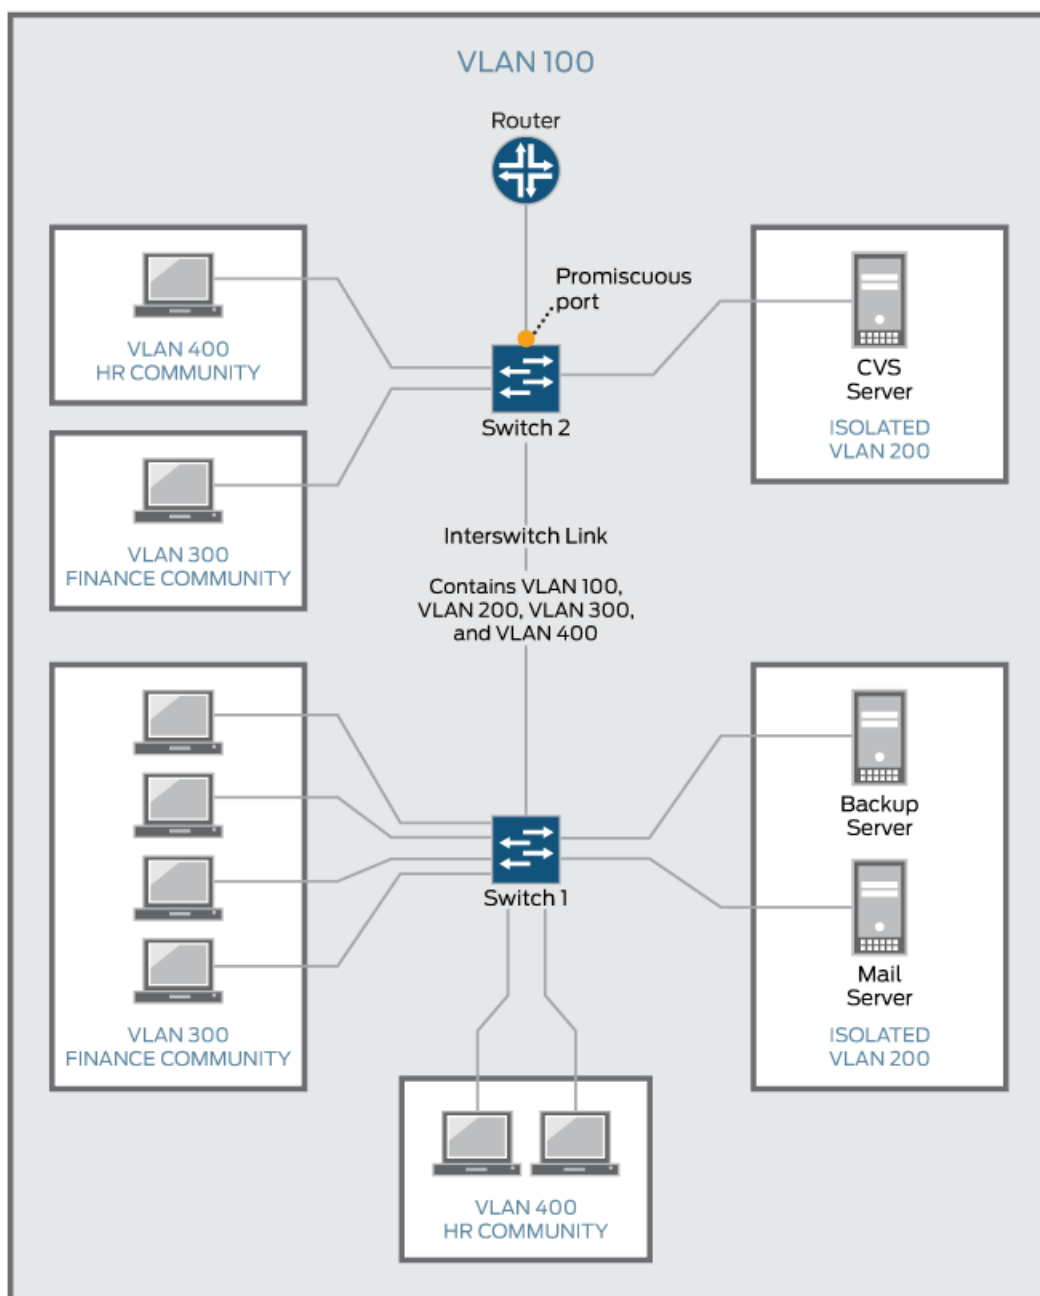 VLAN 100
Router
Promiscuous
port
VLAN 400
HR COMMUNITY
CVS
Server
ISOLATED
VLAN 200
Switch 2
VLAN 300
FINANCE COMMUNITY
Interswitch Link
Contains VLAN 100,
VLAN 200, VLAN 300,
and VLAN 400
Backup
Server
Switch 1
Mail
Server
VLAN 300
FINANCE COMMUNITY
ISOLATED
VLAN 200
VLAN 400
HR COMMUNITY